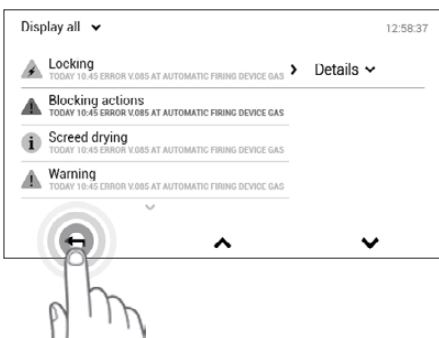 Display all
12:58:37
Locking
TODAY 10:45 ERROR V.085 AT AUTOMATIC FIRING DEVICE GAS
Details
Blocking actions
TODAY 10:45 ERROR V.085 AT AUTOMATIC FIRING DEVICE GAS
Screed drying
TODAY 10:45 ERROR V.085 AT AUTOMATIC FIRING DEVICE GAS
Warning
TODAY 10:45 ERROR V.085 AT AUTOMATIC FIRING DEVICE GAS